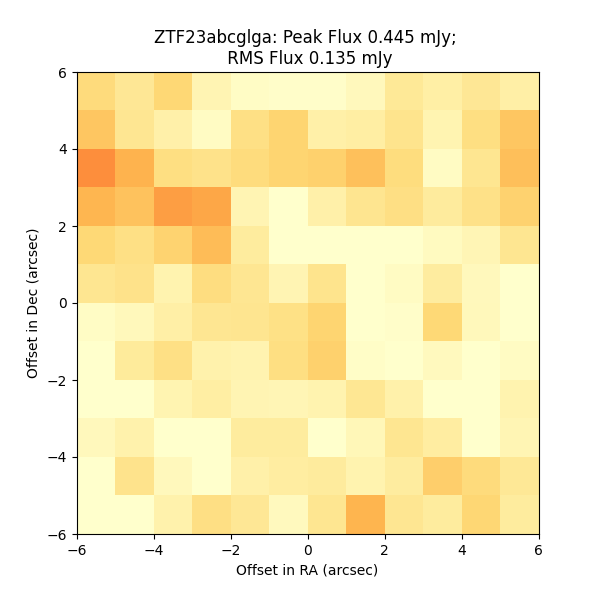 ZTF23abcglga: Peak Flux 0.445 mJy;
RMS Flux 0.135 mJy
6
4
2
0
−2
−4
−6
Offset in Dec (arcsec)
−6 −4 −2 0 2 4 6
Offset in RA (arcsec)